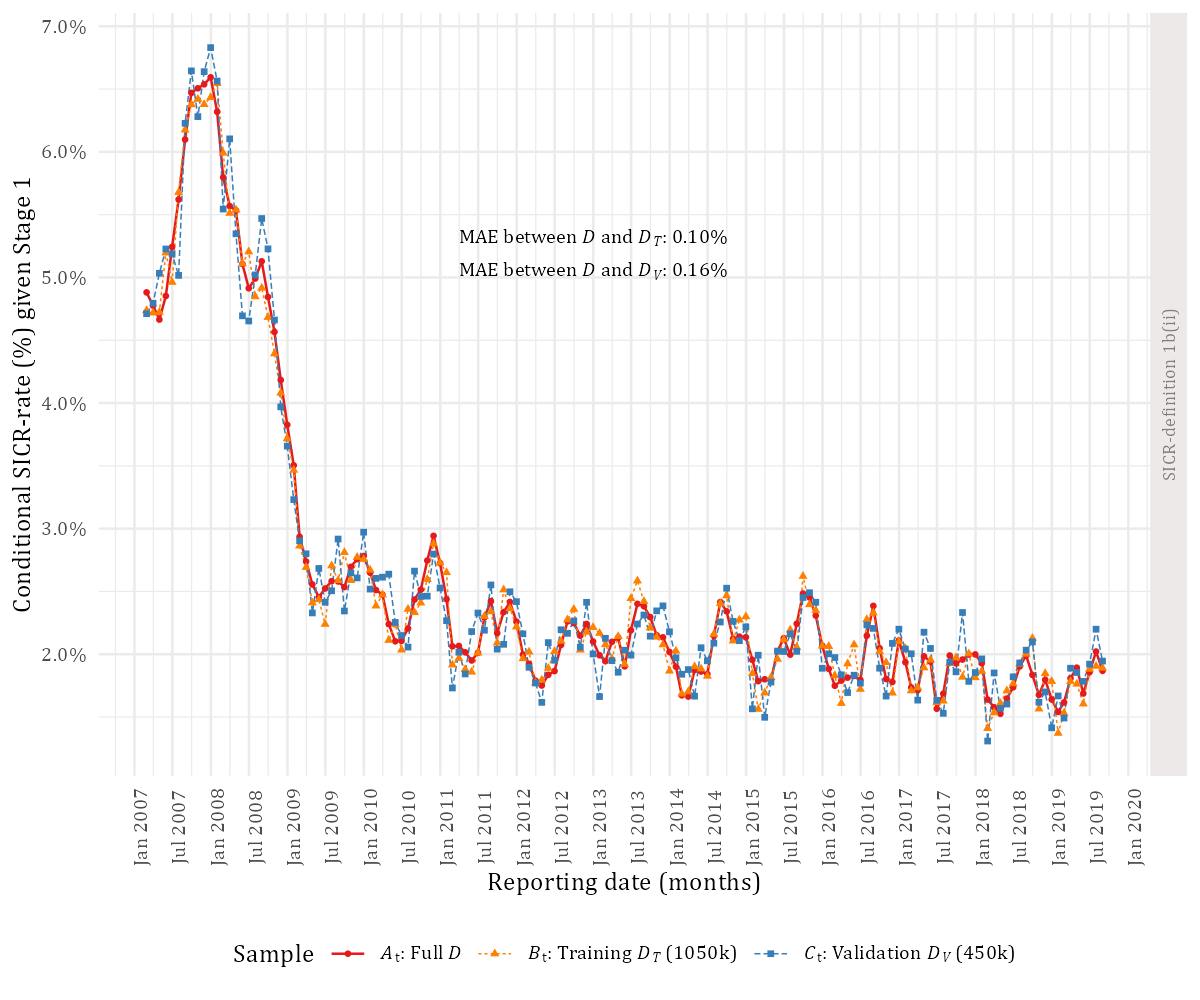 7.0%
6.0%
5.0%
4.0%
3.0%
2.0%
Conditional SICR-rate (%) given Stage 1
MAE between D and D_T: 0.10%
MAE between D and D_V: 0.16%
SICR-definition 1b(ii)
Jan 2007
Jul 2007
Jan 2008
Jul 2008
Jan 2009
Jul 2009
Jan 2010
Jul 2010
Jan 2011
Jul 2011
Jan 2012
Jul 2012
Jan 2013
Jul 2013
Jan 2014
Jul 2014
Jan 2015
Jul 2015
Jan 2016
Jul 2016
Jan 2017
Jul 2017
Jan 2018
Jul 2018
Jan 2019
Jul 2019
Jan 2020
Reporting date (months)
Sample A_t: Full D B_t: Training D_T (1050k) C_t: Validation D_V (450k)